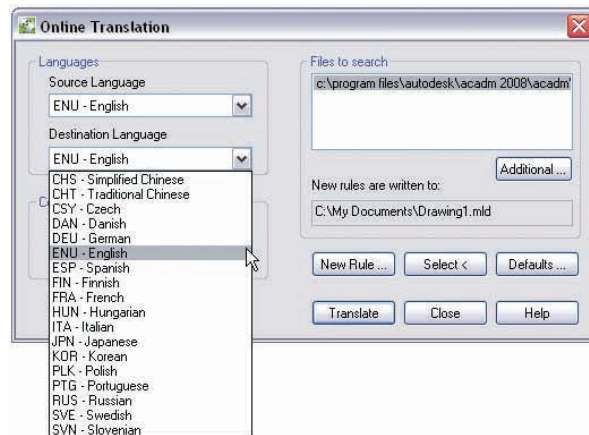 Online Translation
Languages
Source Language
ENU - English
Destination Language
ENU - English
CHS - Simplified Chinese
CHT - Traditional Chinese
CSY - Czech
DAN - Danish
DEU - German
ENU - English
ESP - Spanish
FIN - Finnish
FRA - French
HUN - Hungarian
ITA - Italian
JPN - Japanese
KOR - Korean
PLK - Polish
PTG - Portuguese
RUS - Russian
SVE - Swedish
SVN - Slovenian
Files to search
c:\program files\autodesk\acadm 2008\acadm\
Additional ...
New rules are written to:
C:\My Documents\Drawing1.mld
New Rule ...
Select <
Defaults ...
Translate
Close
Help